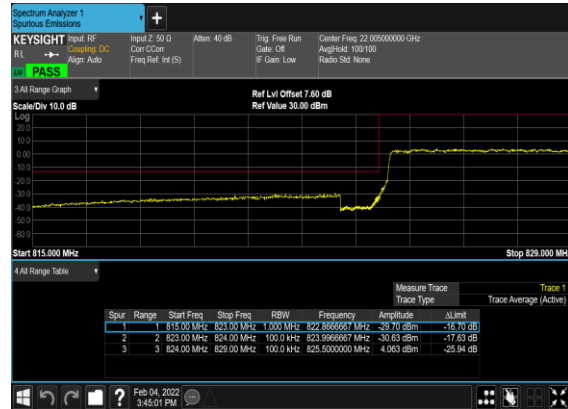 Spectrum Analyzer 1
Spurious Emissions
+
KEYSIGHT Input: RF Input Z: 50 Ω Atten: 40 dB Trig: Free Run Center Freq: 22.005000000 GHz
RL Coupling: DC Corr CCorr Gate: Off Avg|Hold: 100/100
Align: Auto Freq Ref: Int (S) IF Gain: Low Radio Std: None
LW PASS
3 All Range Graph
Ref Lvl Offset 7.60 dB
Scale/Div 10.0 dB Ref Value 30.00 dBm
Log
20.0
10.0
0.00
-10.0
-20.0
-30.0
-40.0
-50.0
-60.0
Start 815.000 MHz Stop 829.000 MH
4 All Range Table
Measure Trace Trace 1
Trace Type Trace Average (Active)
Spur Range Start Freq Stop Freq RBW Frequency Amplitude ΔLimit
1 1 815.00 MHz 823.00 MHz 1.000 MHz 822.8666667 MHz -29.70 dBm -16.70 dB
2 2 823.00 MHz 824.00 MHz 100.0 kHz 823.9966667 MHz -30.63 dBm -17.63 dB
3 3 824.00 MHz 829.00 MHz 100.0 kHz 825.5000000 MHz 4.063 dBm -25.94 dB
? Feb 04, 2022
3:45:01 PM